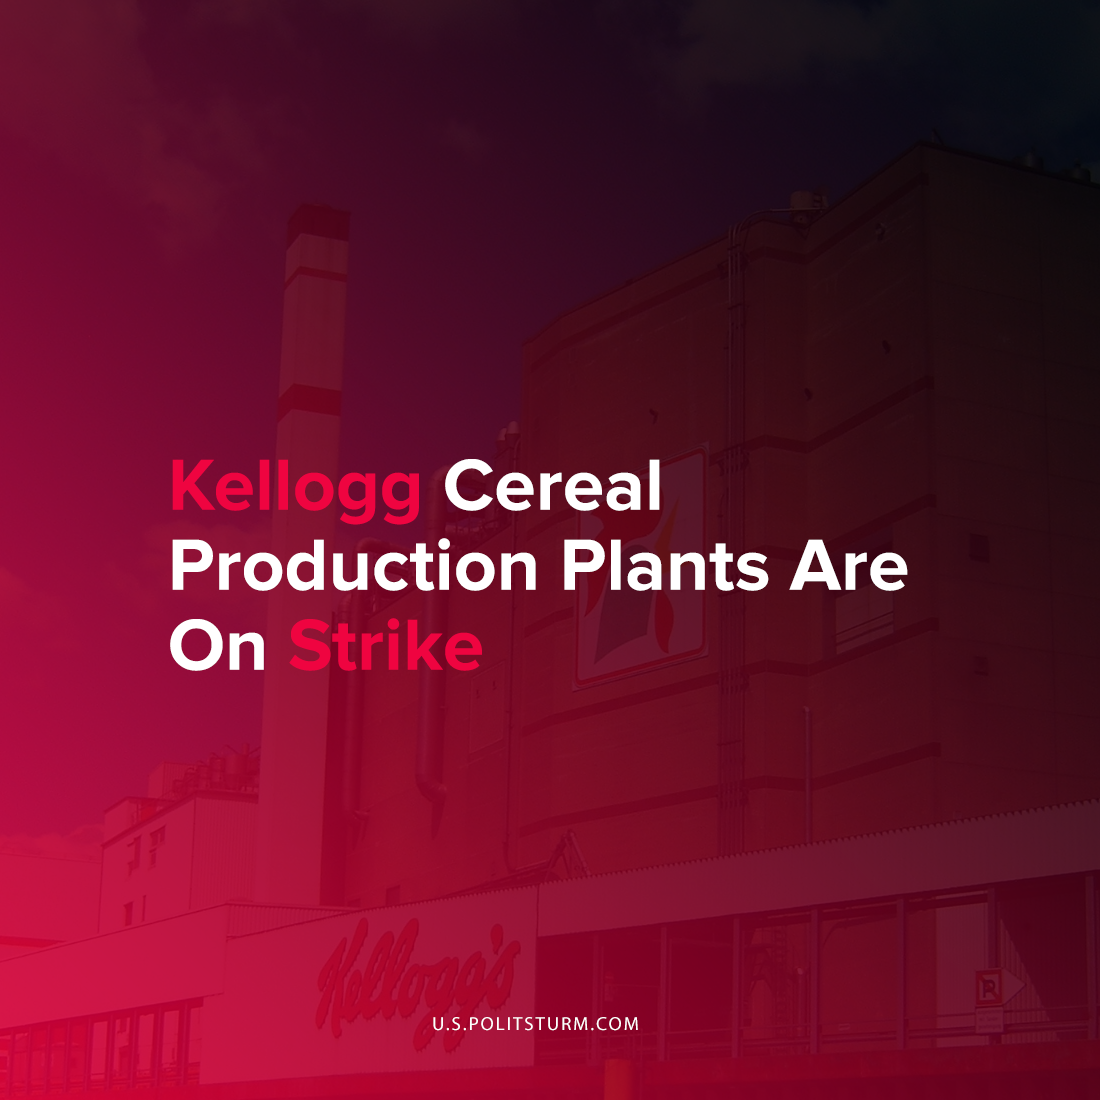 Kellogg Cereal
Production Plants Are
On Strike
Kellogg's
R
U.S.POLITSTURM.COM